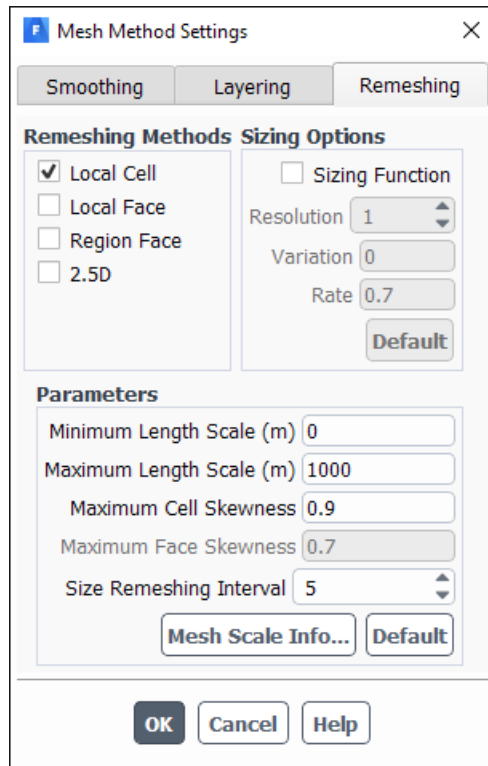 F Mesh Method Settings
Smoothing Layering Remeshing
Remeshing Methods Sizing Options
Local Cell
Local Face
Region Face
2.5D
Sizing Function
Resolution 1
Variation 0
Rate 0.7
Default
Parameters
Minimum Length Scale (m) 0
Maximum Length Scale (m) 1000
Maximum Cell Skewness 0.9
Maximum Face Skewness 0.7
Size Remeshing Interval 5
Mesh Scale Info... Default
OK Cancel Help